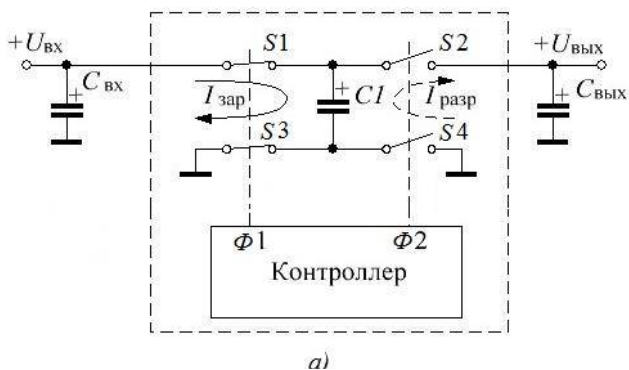 +Uвх
S1
S2
+Uвых
+
Cвх
Iзар
+
C1
Iразр
+
Cвых
S3
S4
Ф1
Ф2
Контроллер
а)